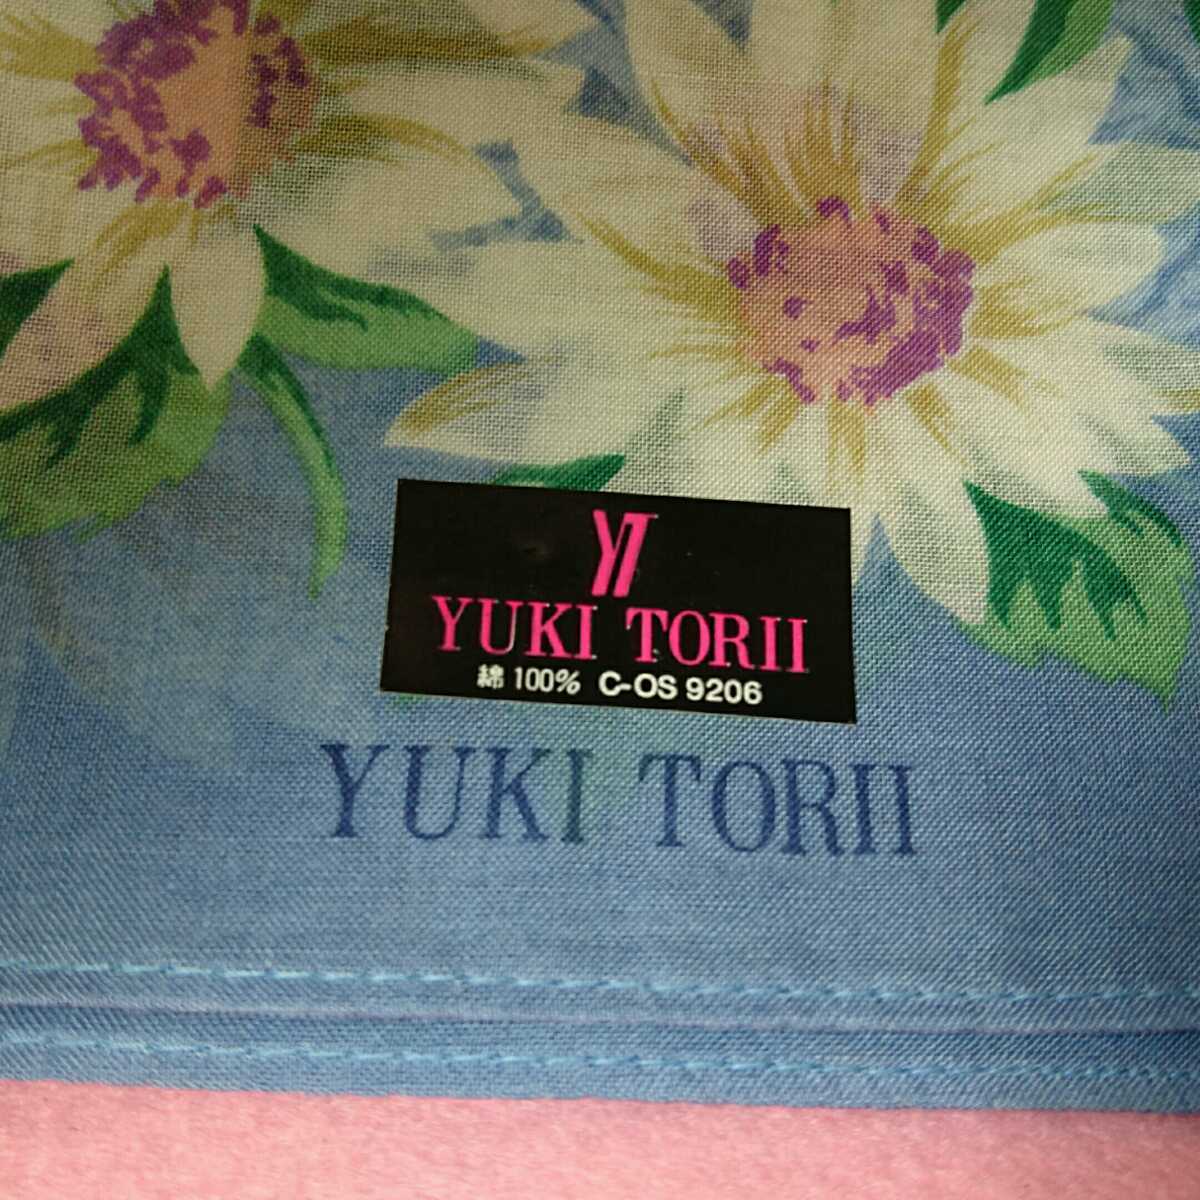 YT
YUKI TORII
綿 100% C-OS 9206
YUKI TORII